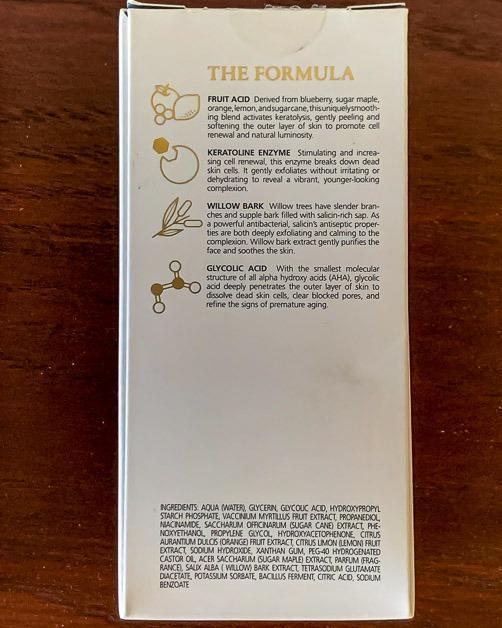 THE FORMULA
FRUIT ACID Derived from blueberry, sugar maple,
orange, lemon, and sugar cane, this uniquely smooth-
ing blend activates keratolysis, gently peeling and
softening the outer layer of skin to promote cell
renewal and natural luminosity.
KERATOLINE ENZYME Stimulating and increa-
sing cell renewal, this enzyme breaks down dead
skin cells. It gently exfoliates without irritating or
dehydrating to reveal a vibrant, younger-looking
complexion.
WILLOW BARK Willow trees have slender bran-
ches and supple bark filled with salicin-rich sap. As
a powerful antibacterial, salicin's antiseptic proper-
ties are both deeply exfoliating and calming to the
complexion. Willow bark extract gently purifies the
face and soothes the skin.
GLYCOLIC ACID With the smallest molecular
structure of all alpha hydroxy acids (AHA), glycolic
acid deeply penetrates the outer layer of skin to
dissolve dead skin cells, clear blocked pores, and
refine the signs of premature aging.
INGREDIENTS: AQUA (WATER), GLYCERIN, GLYCOLIC ACID, HYDROXYPROPYL
STARCH PHOSPHATE, VACCINIUM MYRTILLUS FRUIT EXTRACT, PROPANEDIOL,
NIACINAMIDE, SACCHARUM OFFICINARUM (SUGAR CANE) EXTRACT, PHE-
NOXYETHANOL, PROPYLENE GLYCOL, HYDROXYACETOPHENONE, CITRUS
AURANTIUM DULCIS (ORANGE) FRUIT EXTRACT, CITRUS LIMON (LEMON) FRUIT
EXTRACT, SODIUM HYDROXIDE, XANTHAN GUM, PEG-40 HYDROGENATED
CASTOR OIL, ACER SACCHARUM (SUGAR MAPLE) EXTRACT, PARFUM (FRAG-
RANCE), SALIX ALBA ( WILLOW) BARK EXTRACT, TETRASODIUM GLUTAMATE
DIACETATE, POTASSIUM SORBATE, BACILLUS FERMENT, CITRIC ACID, SODIUM
BENZOATE